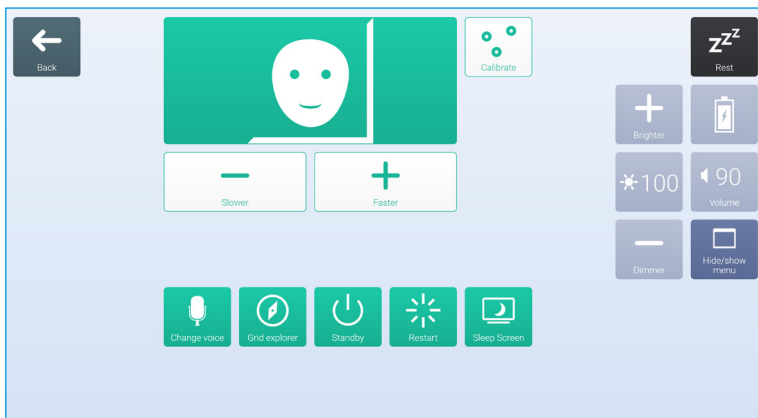 Back
Calibrate
zzz
Rest
Brighter
Slower
Faster
100
90
Volume
Dimmer
Hide/show
menu
Change voice
Grid explorer
Standby
Restart
Sleep Screen